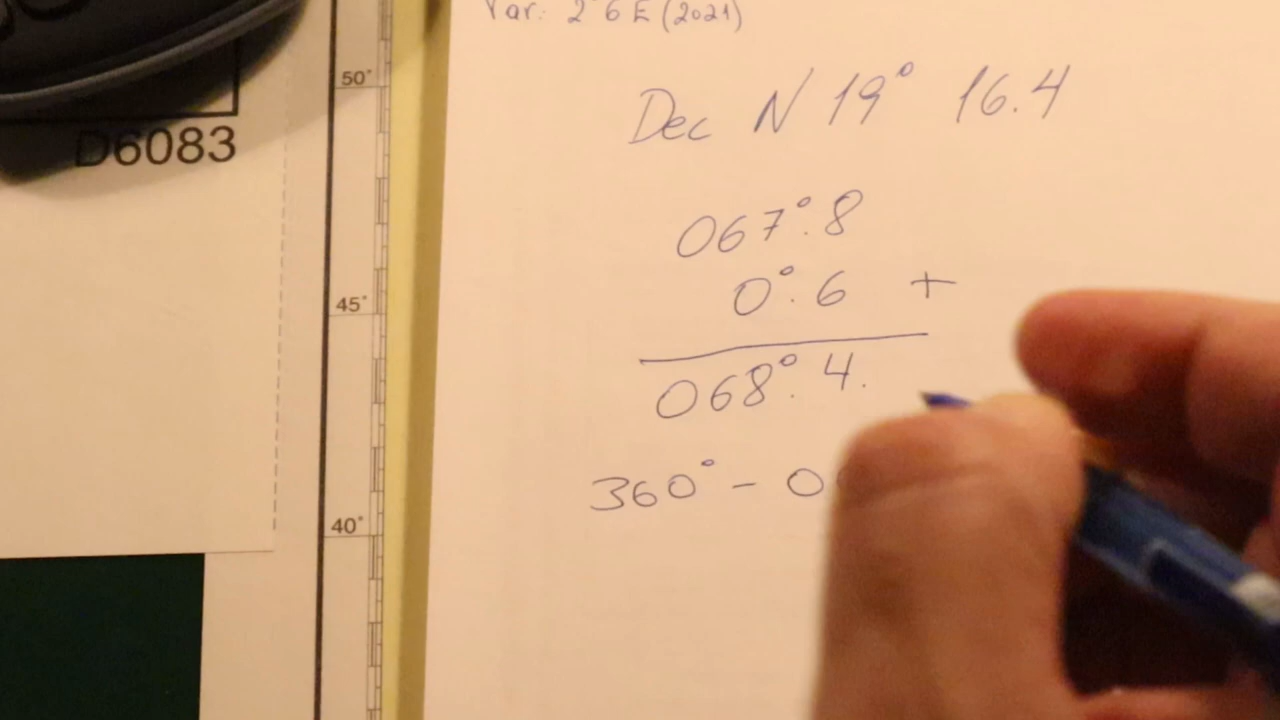 Var: 2°6 E (2021)
50°
D6083
Dec N 19° 16.4
067°.8
0°.6 +
45°
068°.4.
360° - 0
40°